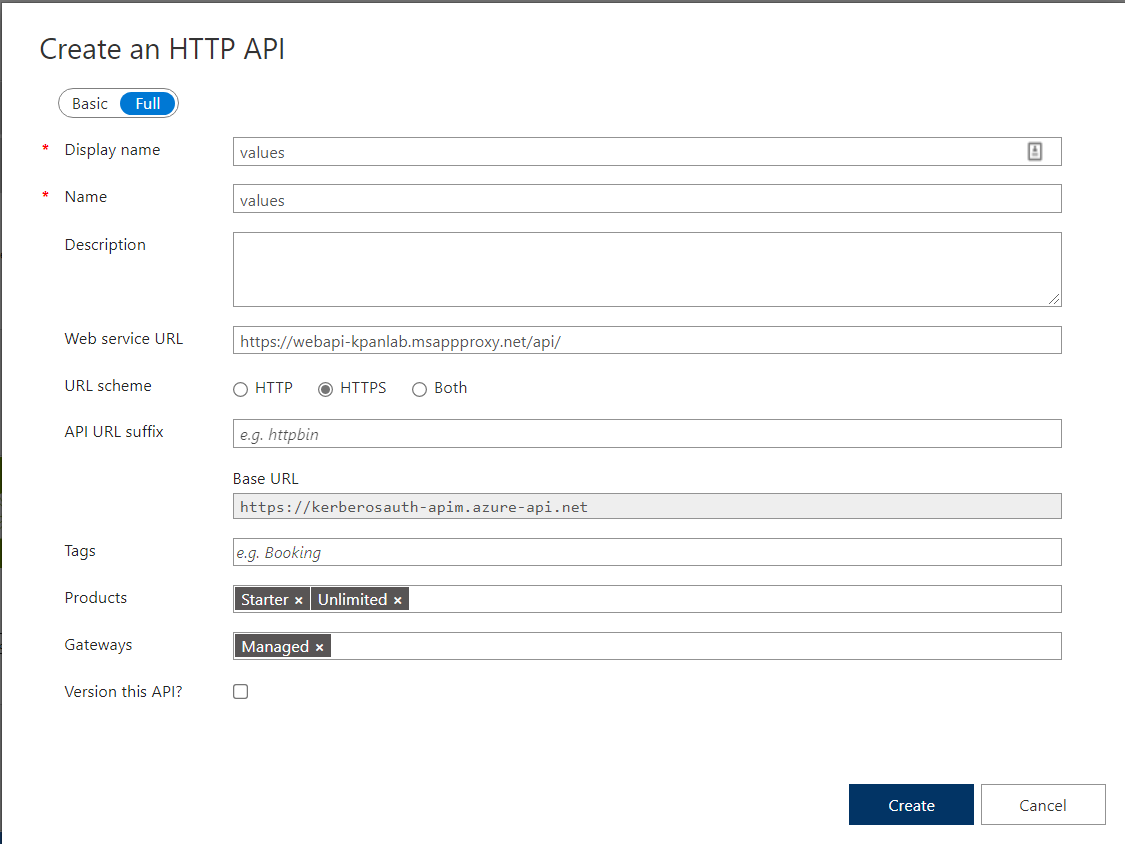 Create an HTTP API
Basic Full
* Display name values
* Name values
Description
Web service URL https://webapi-kpanlab.msappproxy.net/api/
URL scheme HTTP HTTPS Both
API URL suffix e.g. httpbin
Base URL
https://kerberosauth-apim.azure-api.net
Tags e.g. Booking
Products Starter × Unlimited ×
Gateways Managed ×
Version this API?
Create Cancel